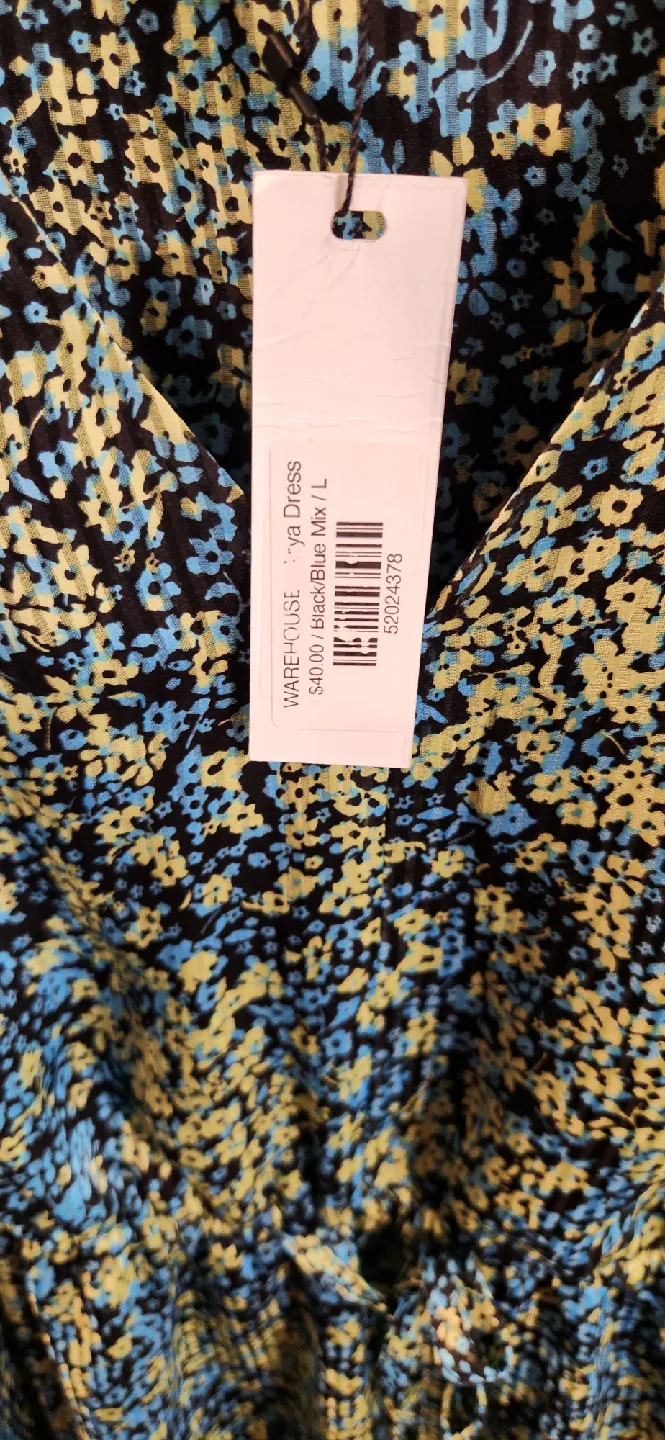 WAREHOUSE Dress
$40.00 / Black/Blue Mix / L
52024378